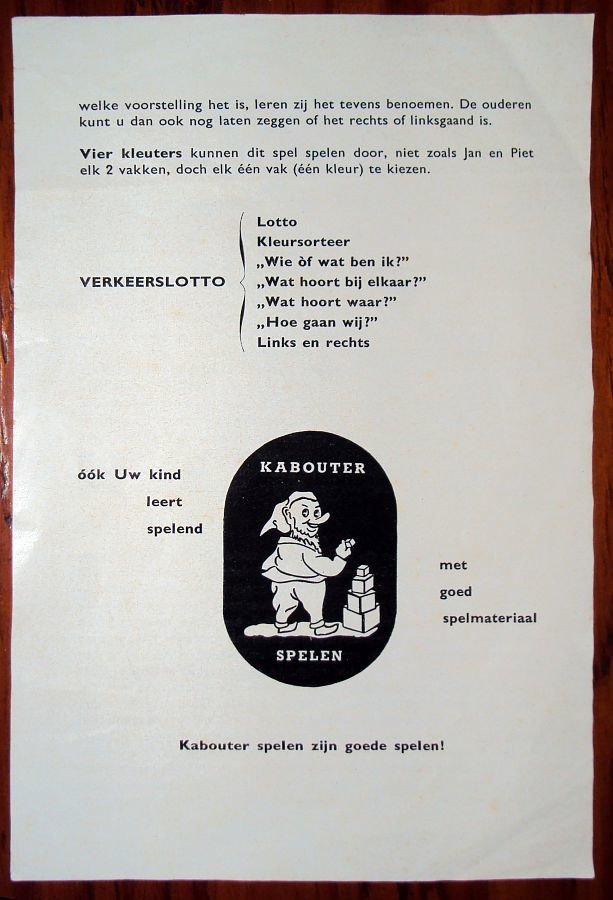 welke voorstelling het is, leren zij het tevens benoemen. De ouderen
kunt u dan ook nog laten zeggen of het rechts of linksgaand is.
Vier kleuters kunnen dit spel spelen door, niet zoals Jan en Piet
elk 2 vakken, doch elk één vak (één kleur) te kiezen.
VERKEERSLOTTO
Lotto
Kleursorteer
„Wie òf wat ben ik?”
„Wat hoort bij elkaar?”
„Wat hoort waar?”
„Hoe gaan wij?”
Links en rechts
óók Uw kind
leert
spelend
KABOUTER
SPELEN
met
goed
spelmateriaal
Kabouter spelen zijn goede spelen!